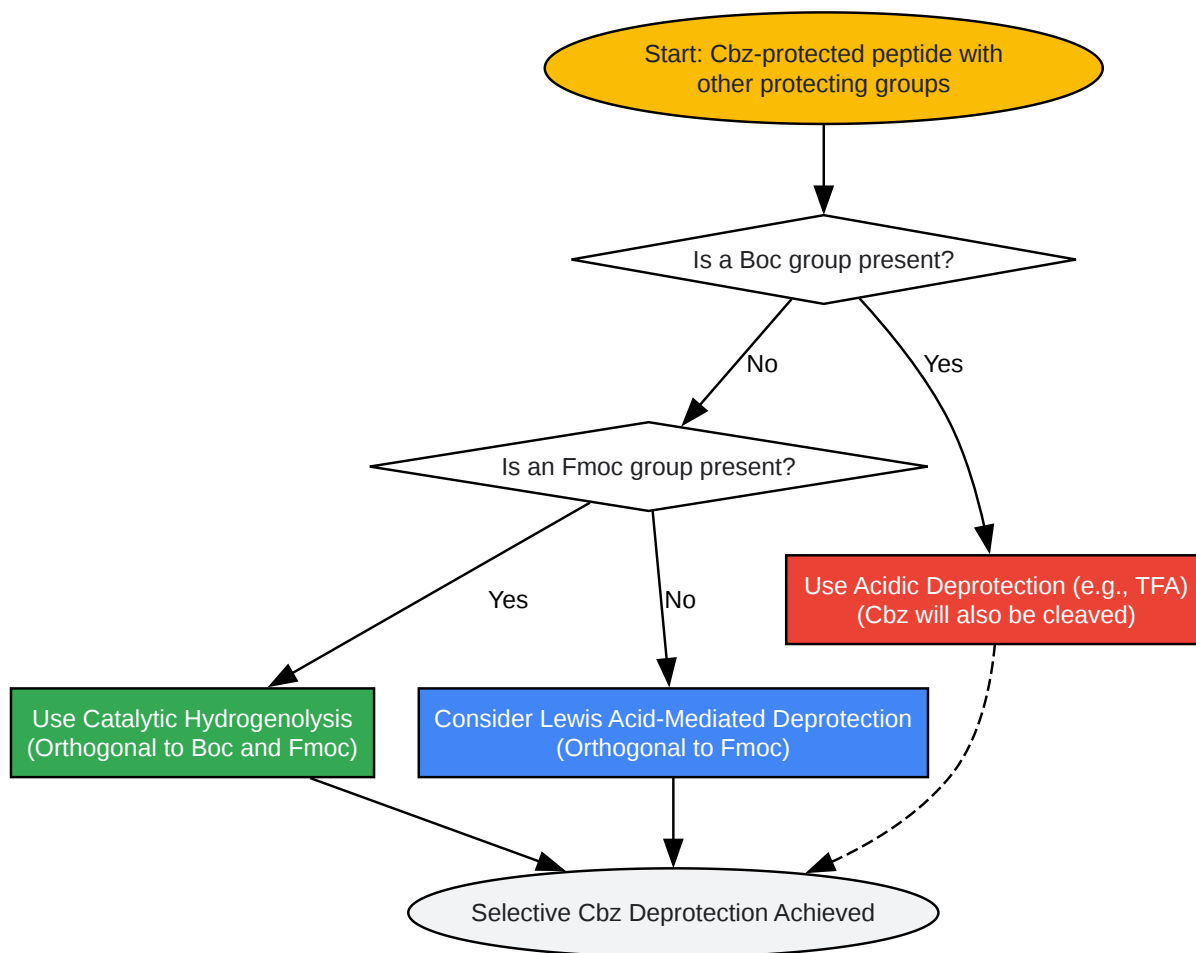 Start: Cbz-protected peptide with
other protecting groups
Is a Boc group present?
No
Yes
Is an Fmoc group present?
Yes
No
Use Acidic Deprotection (e.g., TFA)
(Cbz will also be cleaved)
Use Catalytic Hydrogenolysis
(Orthogonal to Boc and Fmoc)
Consider Lewis Acid-Mediated Deprotection
(Orthogonal to Fmoc)
Selective Cbz Deprotection Achieved